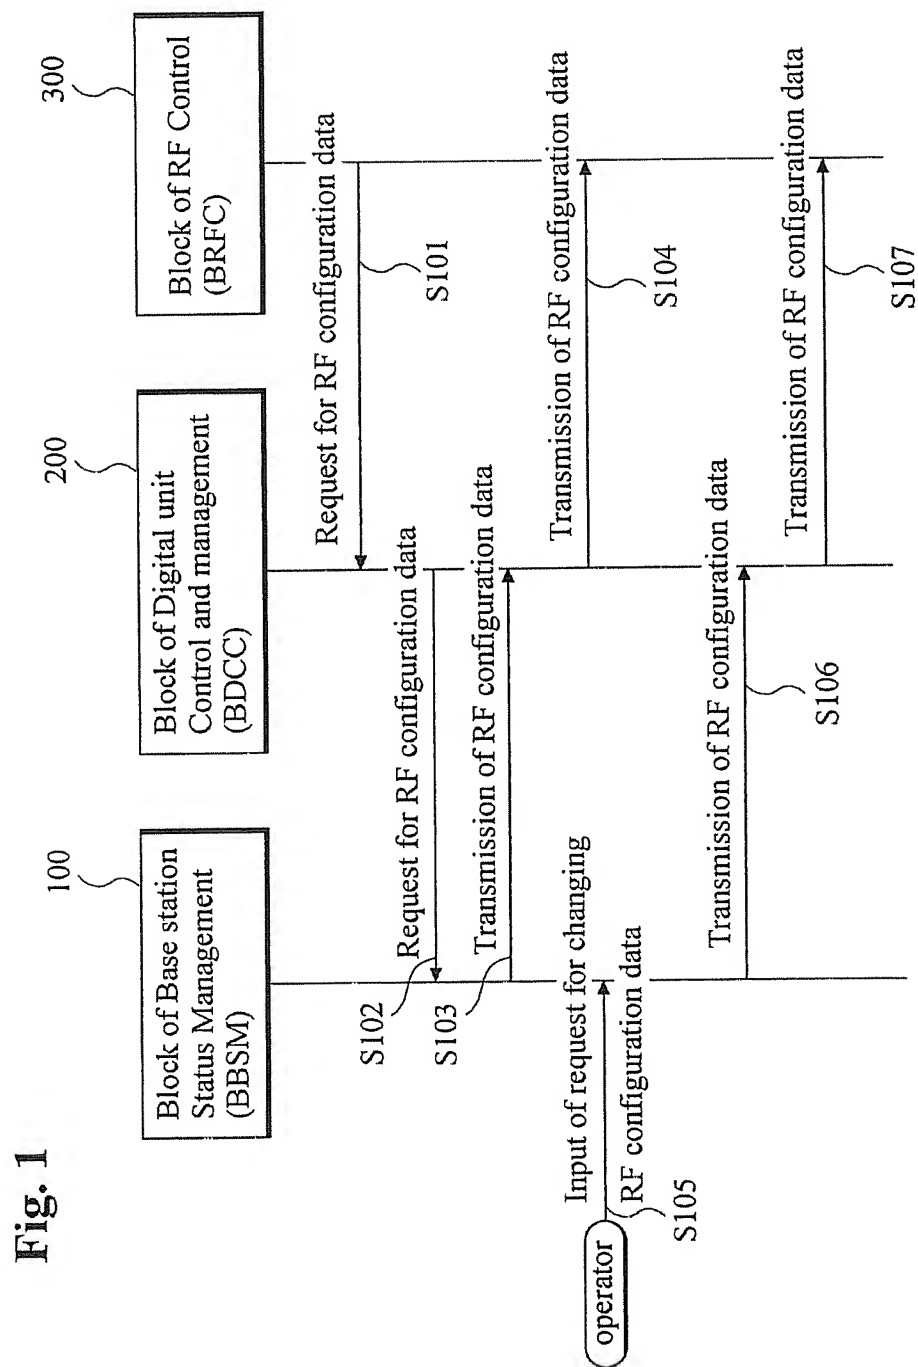 Fig. 1
100
Block of Base station
Status Management
(BBSM)
200
Block of Digital unit
Control and management
(BDCC)
300
Block of RF Control
(BRFC)
Request for RF configuration data
S101
Request for RF configuration data
S102
Transmission of RF configuration data
S103
Transmission of RF configuration data
S104
operator
Input of request for changing
RF configuration data
S105
Transmission of RF configuration data
S106
Transmission of RF configuration data
S107